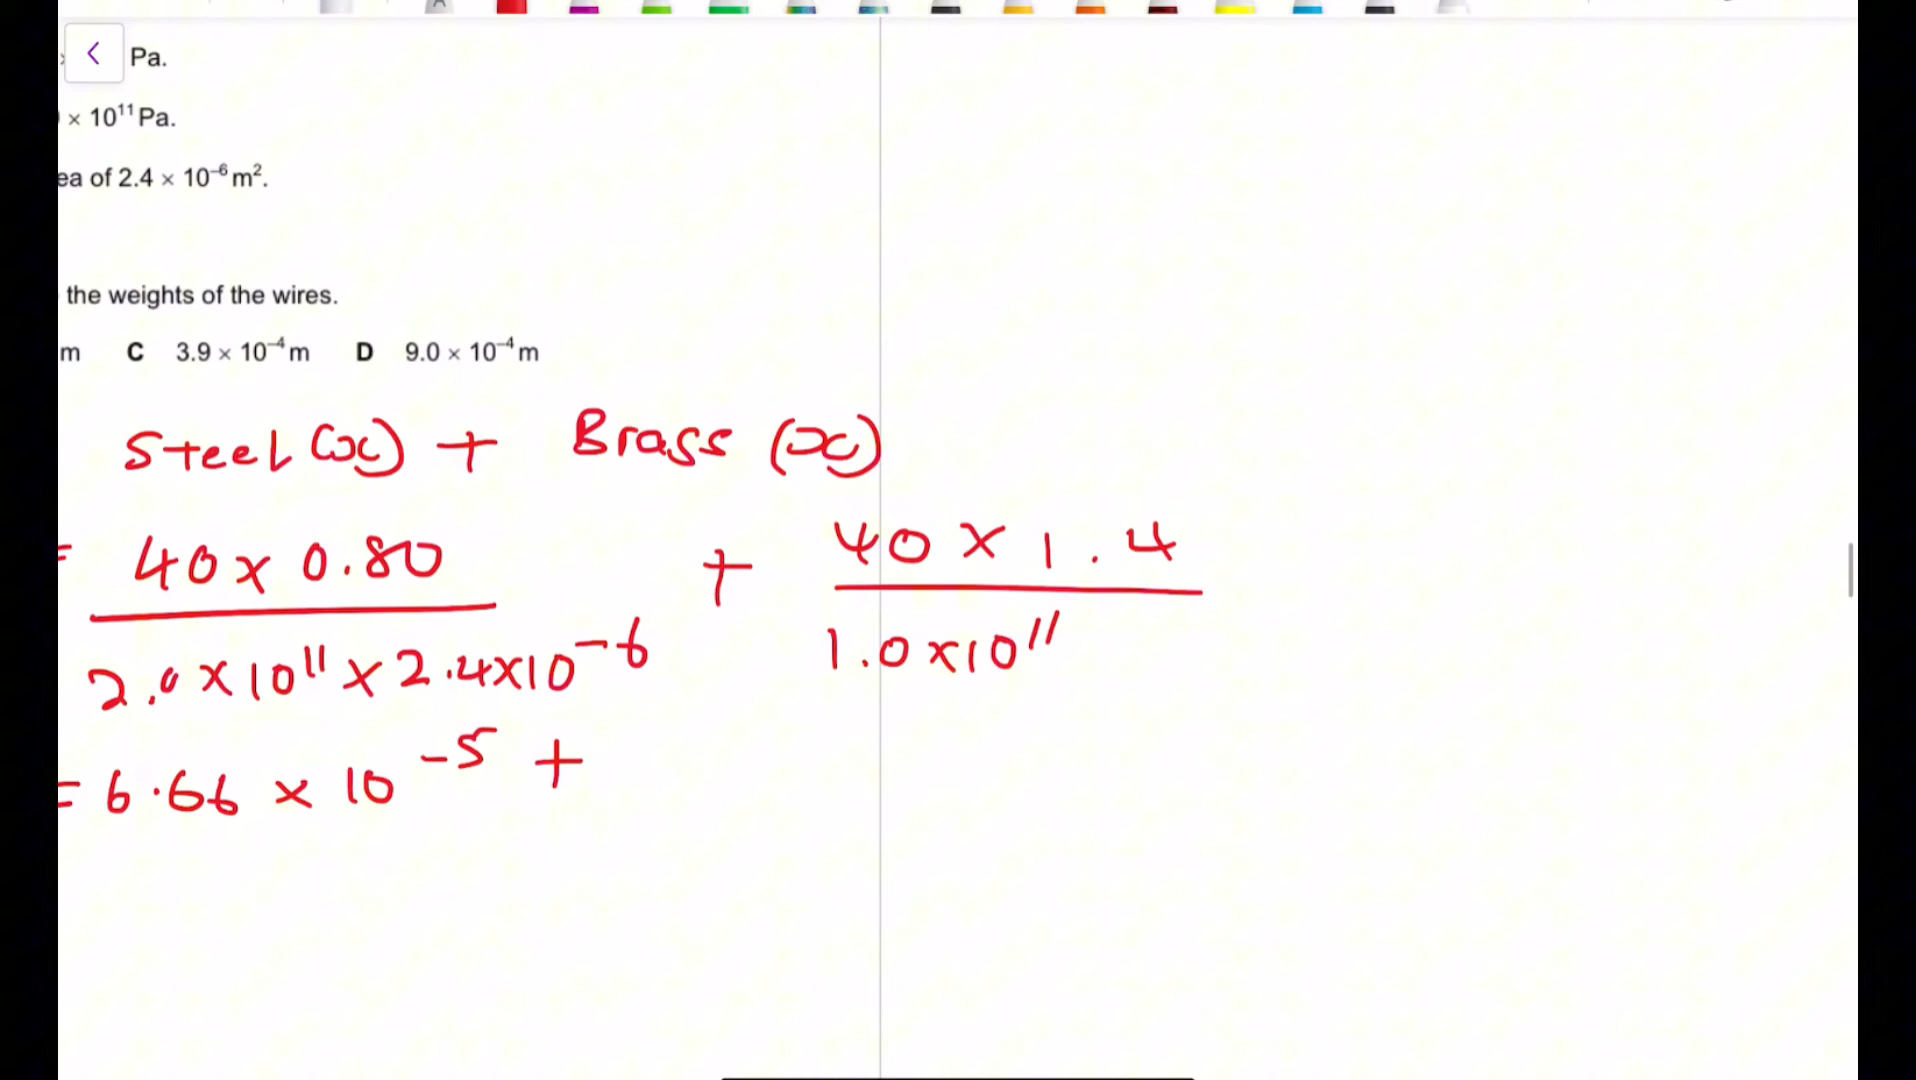 Pa.
× 10¹¹ Pa.
ea of 2.4 × 10⁻⁶ m².
the weights of the wires.
m C 3.9 × 10⁻⁴ m D 9.0 × 10⁻⁴ m
Steel (x) + Brass (x)
= 40 x 0.80 + 40 x 1.4
2.0 x 10¹¹ x 2.4 x 10⁻⁶ 1.0 x 10¹¹
= 6.66 x 10⁻⁵ +